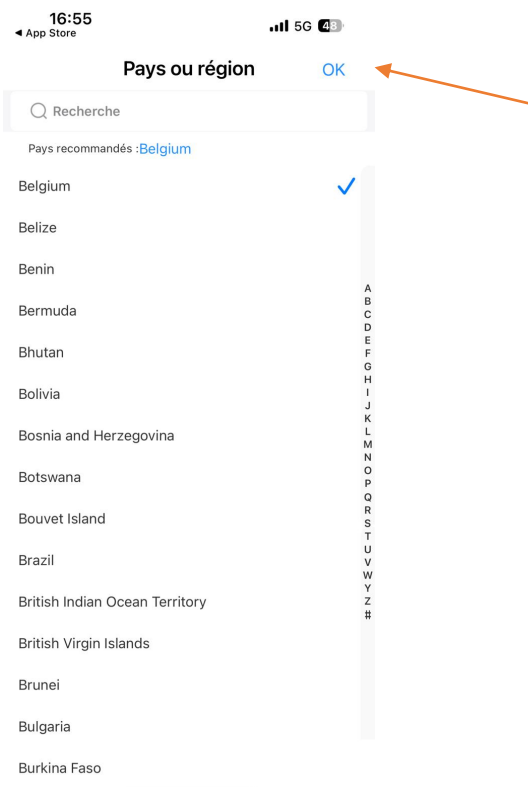 16:55
◀ App Store
5G 48
Pays ou région
OK
Recherche
Pays recommandés :Belgium
Belgium
Belize
Benin
Bermuda
Bhutan
Bolivia
Bosnia and Herzegovina
Botswana
Bouvet Island
Brazil
British Indian Ocean Territory
British Virgin Islands
Brunei
Bulgaria
Burkina Faso
A
B
C
D
E
F
G
H
I
J
K
L
M
N
O
P
Q
R
S
T
U
V
W
Y
Z
#